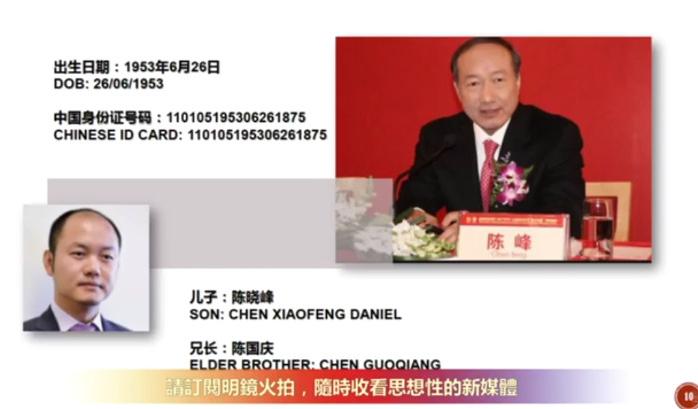 出生日期：1953年6月26日
DOB: 26/06/1953
中国身份证号码：110105195306261875
CHINESE ID CARD: 110105195306261875
陈 峰
Chen feng
儿子：陈晓峰
SON: CHEN XIAOFENG DANIEL
兄长：陈国庆
ELDER BROTHER: CHEN GUOQIANG
請訂閱明鏡火拍，隨時收看思想性的新媒體
10